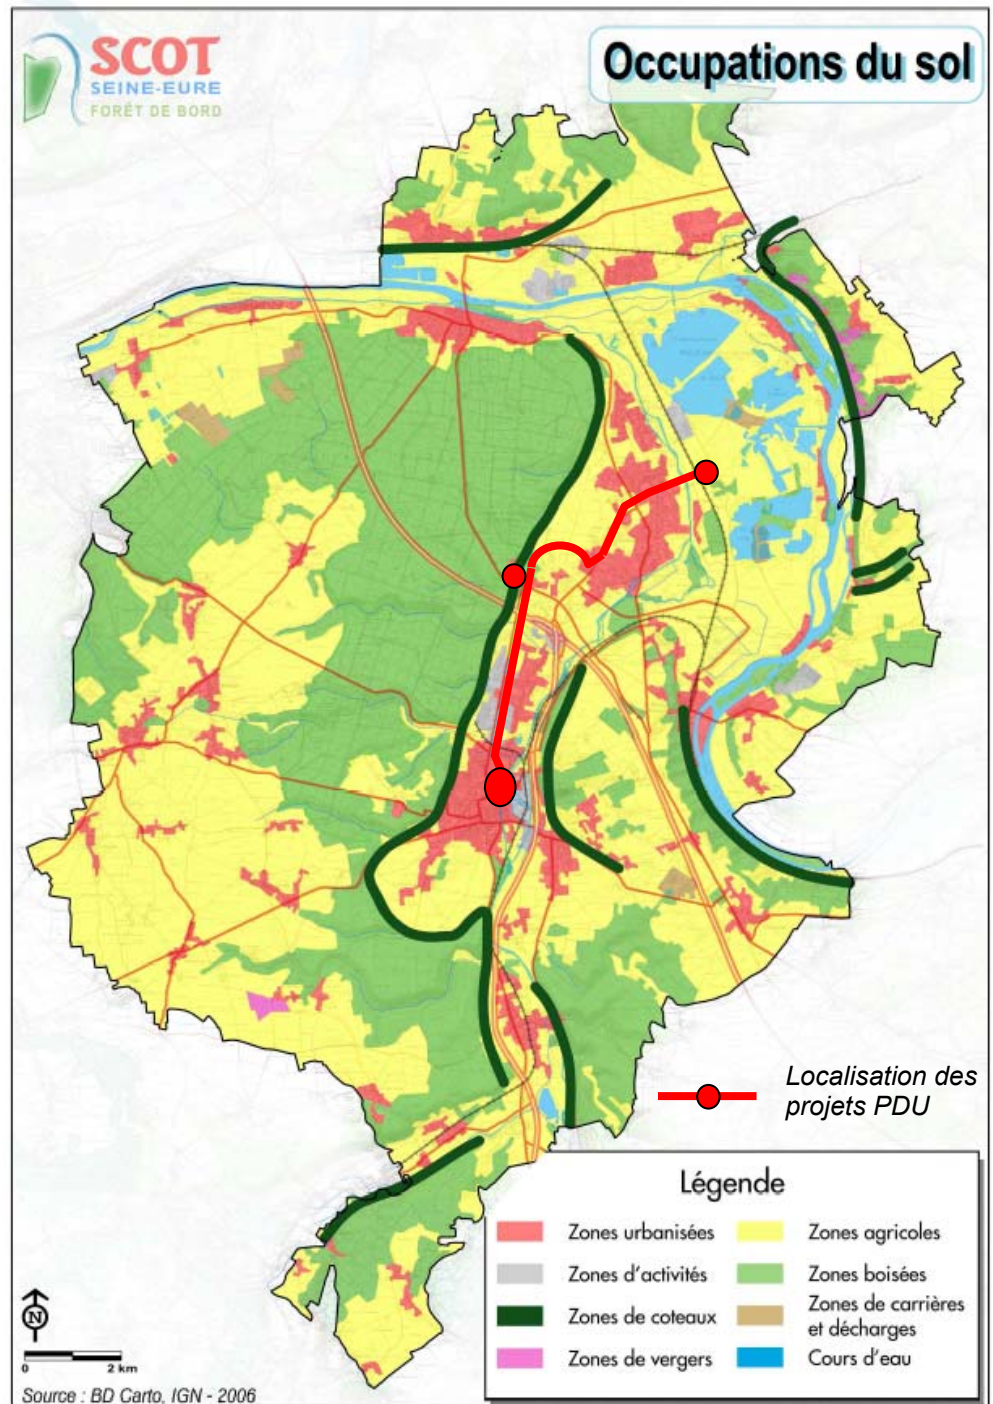 SCOT
SEINE-EURE
FORÊT DE BORD
Occupations du sol
Localisation des
projets PDU
Légende
Zones urbanisées
Zones agricoles
Zones d'activités
Zones boisées
Zones de coteaux
Zones de carrières
et décharges
Zones de vergers
Cours d'eau
N
0 2 km
Source : BD Carto, IGN - 2006